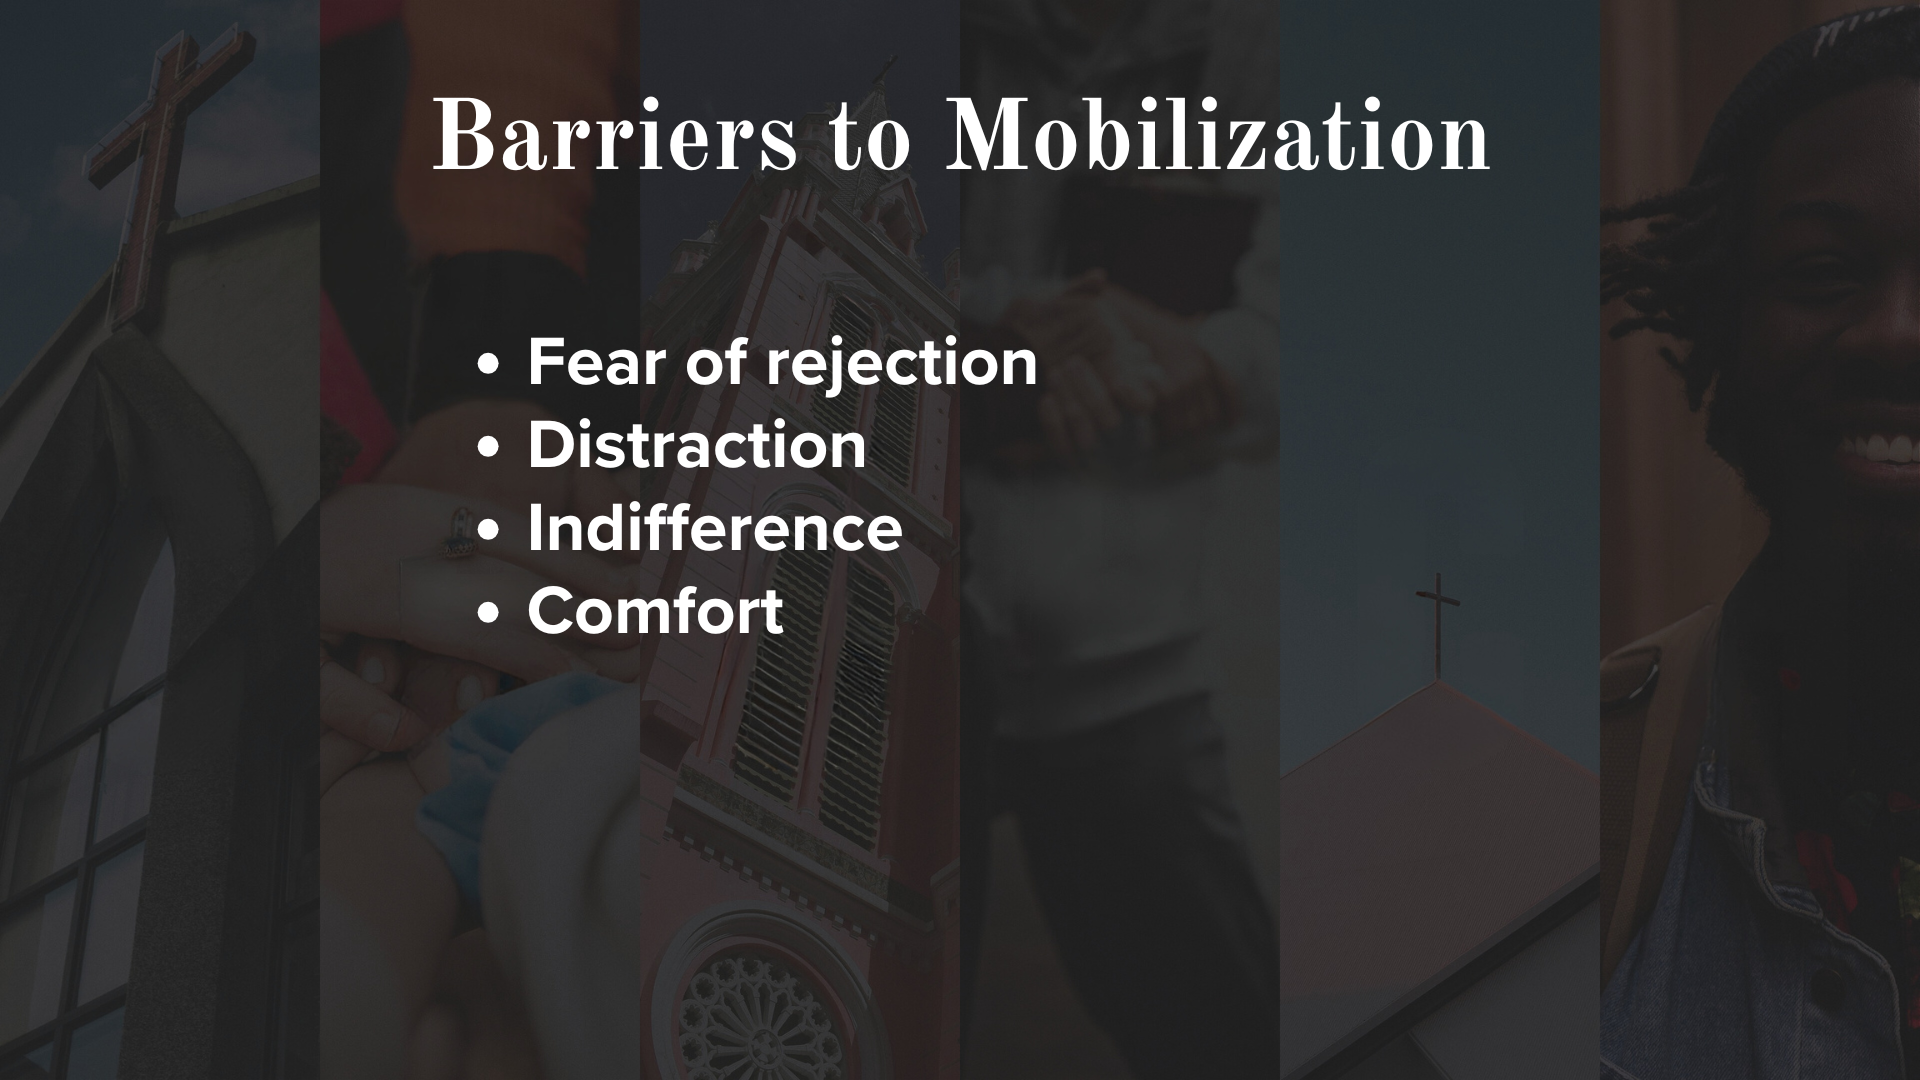 Barriers to Mobilization
• Fear of rejection
• Distraction
• Indifference
• Comfort